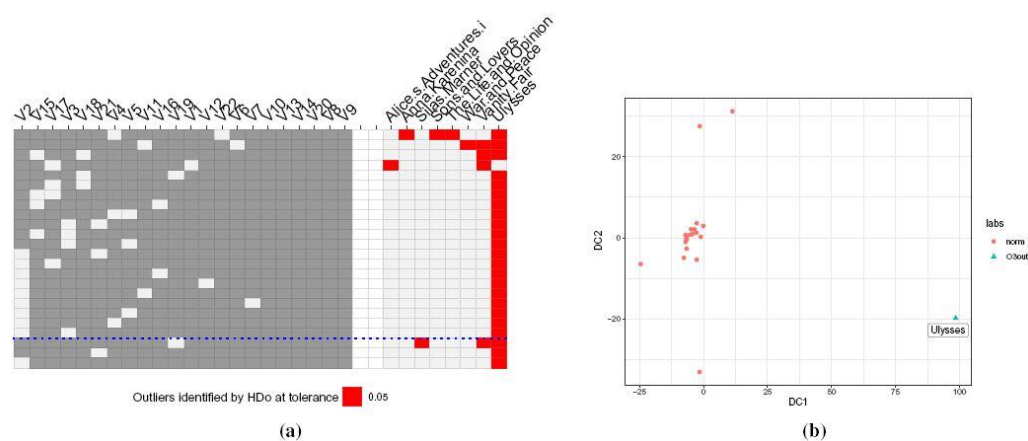 V2
V15
V17
V3
V18
V21
V4
V5
V11
V16
V19
V1
V12
V22
V6
V7
V10
V13
V14
V20
V8
V9
Alice.s.Adventures.i
Anna.Karenina
Silas.Marner
Sons.and.Lovers
The.Life.and.Opinion
War.and.Peace
Vanity.Fair
Ulysses
Outliers identified by HDo at tolerance 0.05
(a)
DC2
20
0
−20
−25 0 25 50 75 100
DC1
Ulysses
labs
norm
O3out
(b)